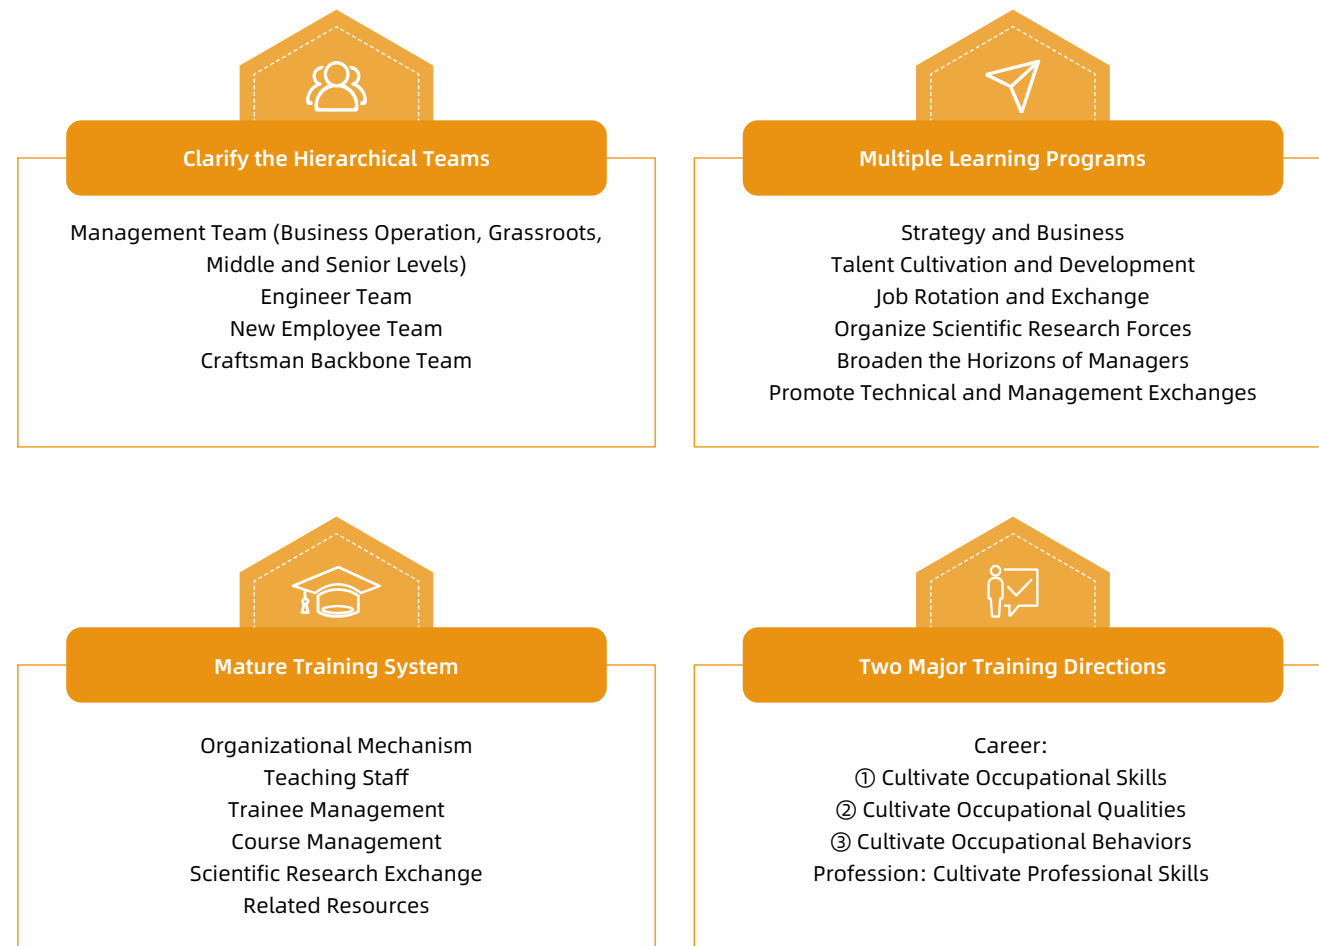 Clarify the Hierarchical Teams
Management Team (Business Operation, Grassroots,
Middle and Senior Levels)
Engineer Team
New Employee Team
Craftsman Backbone Team
Multiple Learning Programs
Strategy and Business
Talent Cultivation and Development
Job Rotation and Exchange
Organize Scientific Research Forces
Broaden the Horizons of Managers
Promote Technical and Management Exchanges
Mature Training System
Organizational Mechanism
Teaching Staff
Trainee Management
Course Management
Scientific Research Exchange
Related Resources
Two Major Training Directions
Career:
① Cultivate Occupational Skills
② Cultivate Occupational Qualities
③ Cultivate Occupational Behaviors
Profession: Cultivate Professional Skills